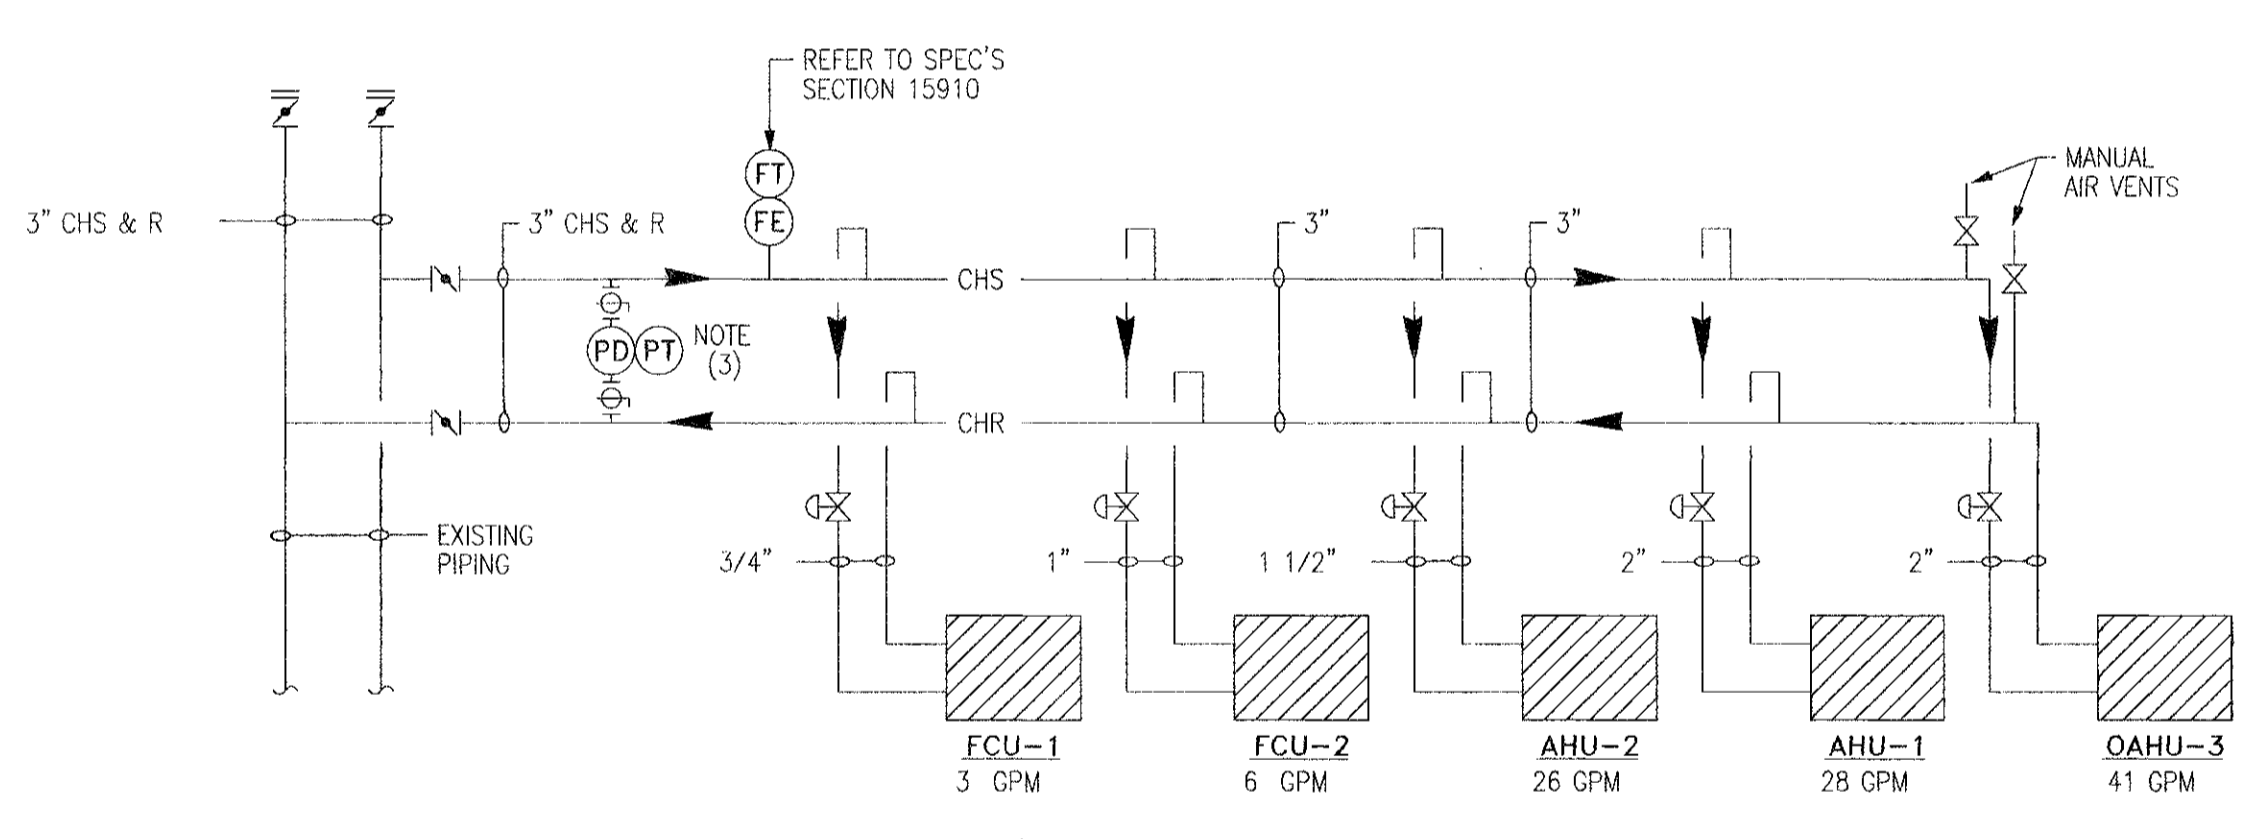 REFER TO SPEC'S
SECTION 15910
FT
FE
MANUAL
AIR VENTS
3" CHS & R
3" CHS & R
3"
3"
CHS
PD
PT
NOTE
(3)
CHR
EXISTING
PIPING
3/4"
1"
1 1/2"
2"
2"
FCU-1
3 GPM
FCU-2
6 GPM
AHU-2
26 GPM
AHU-1
28 GPM
OAHU-3
41 GPM